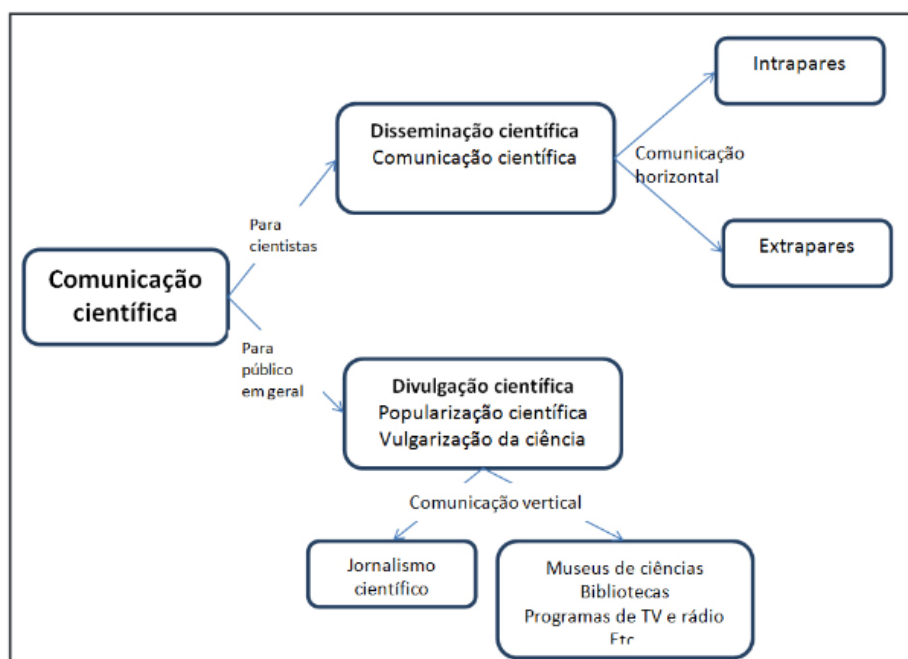 Comunicação
científica
Para
cientistas
Disseminação científica
Comunicação científica
Comunicação
horizontal
Intrapares
Extrapares
Para
público
em geral
Divulgação científica
Popularização científica
Vulgarização da ciência
Comunicação vertical
Jornalismo
científico
Museus de ciências
Bibliotecas
Programas de TV e rádio
Etc